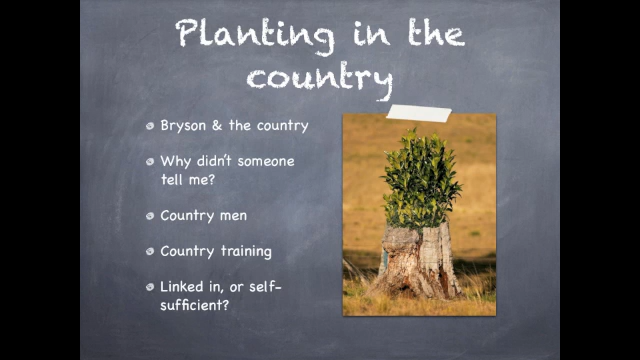 Planting in the
country
Bryson & the country
Why didn't someone
tell me?
Country men
Country training
Linked in, or self-
sufficient?